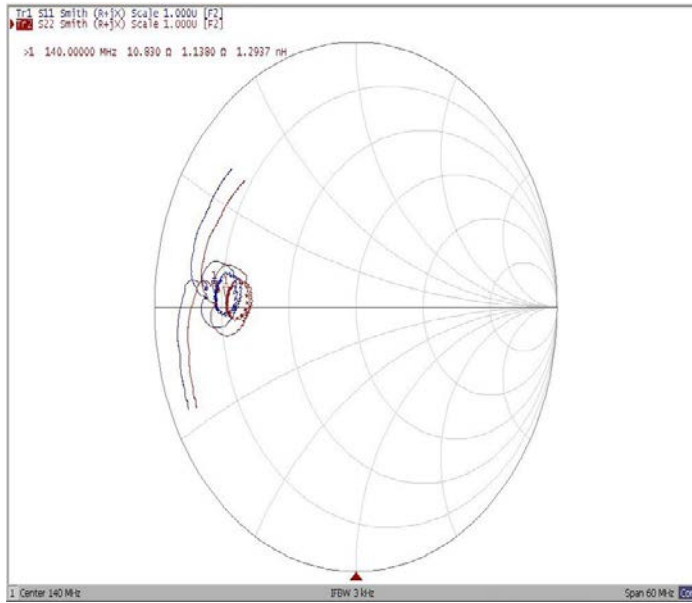 Tr1 S11 Smith (R+jX) Scale 1.000U [F2]
Tr2 S22 Smith (R+jX) Scale 1.000U [F2]
>1 140.00000 MHz 10.830 Ω 1.1380 Ω 1.2937 nH
1 Center 140 MHz IFBW 3 kHz Span 60 MHz